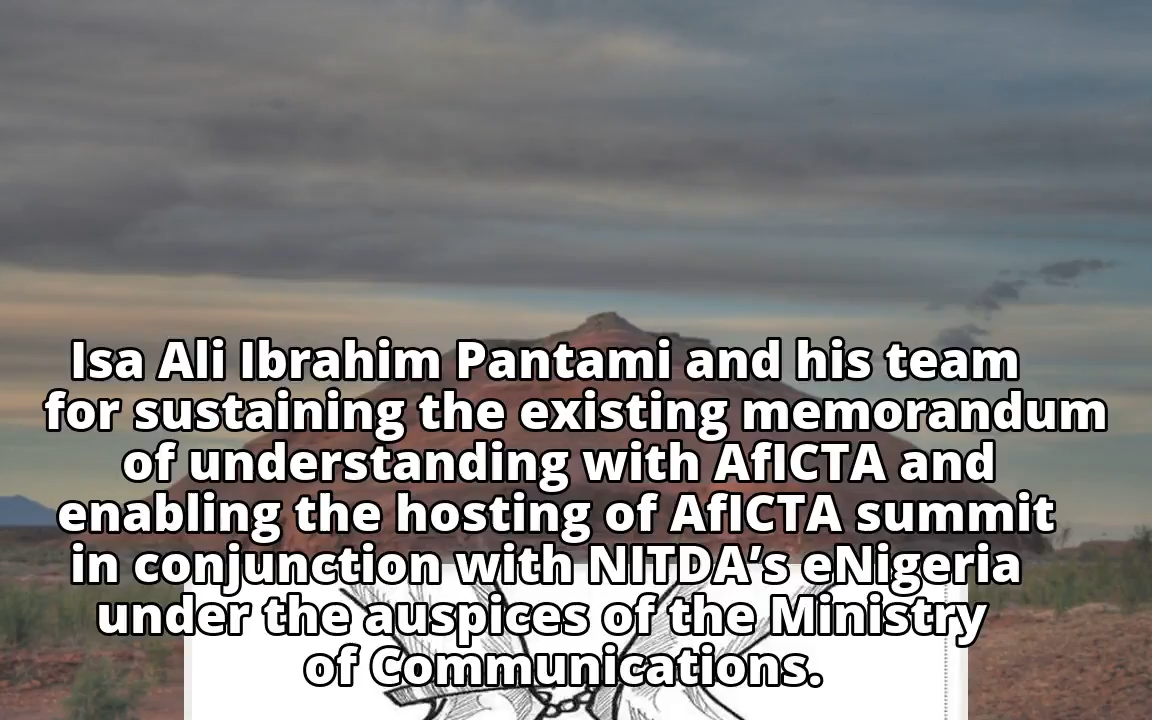 Isa Ali Ibrahim Pantami and his team
for sustaining the existing memorandum
of understanding with AfICTA and
enabling the hosting of AfICTA summit
in conjunction with NITDA’s eNigeria
under the auspices of the Ministry
of Communications.